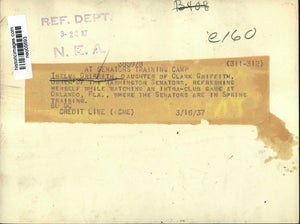 B408
REF. DEPT.
3-22 37
N. E. A.
e160
(311-312)
AT SENATORS TRAINING CAMP
THELMA GRIFFITH, DAUGHTER OF CLARK GRIFFITH,
OWNER OF THE WASHINGTON SENATORS, REFRESHING
HERSELF WHILE WATCHING AN INTRA-CLUB GAME AT
ORLANDO, FLA., WHERE THE SENATORS ARE IN SPRING
TRAINING.
CREDIT LINE (ACME) 3/16/37